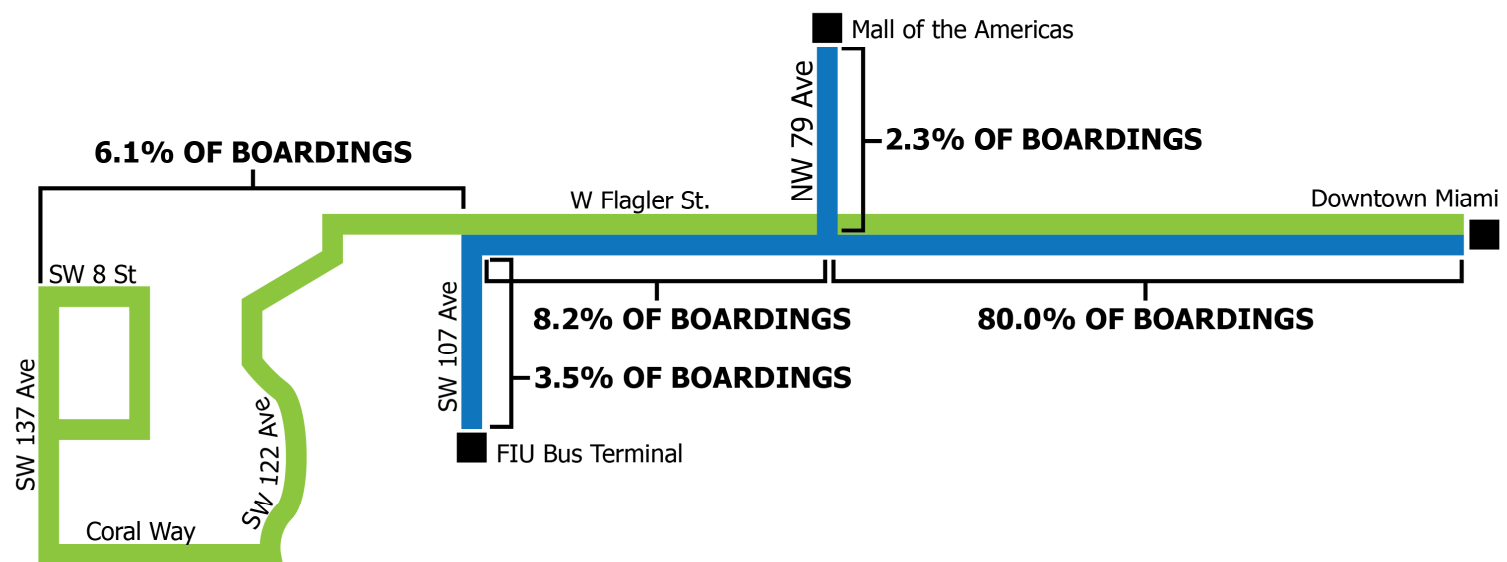 Mall of the Americas
NW 79 Ave
2.3% OF BOARDINGS
6.1% OF BOARDINGS
W Flagler St.
Downtown Miami
SW 8 St
SW 107 Ave
8.2% OF BOARDINGS
80.0% OF BOARDINGS
3.5% OF BOARDINGS
SW 137 Ave
SW 122 Ave
FIU Bus Terminal
Coral Way